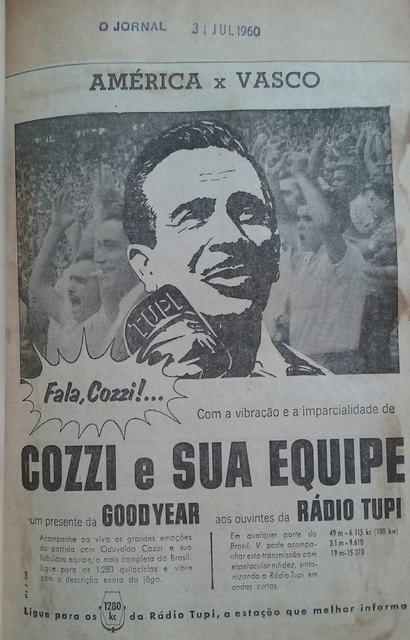 O JORNAL 31 JUL 1960
AMÉRICA x VASCO
TUPI
Fala, Cozzi!...
Com a vibração e a imparcialidade de
COZZI e SUA EQUIPE
um presente da GOODYEAR aos ouvintes da RÁDIO TUPI
Acompanhe ao vivo as grandes emoções
da partida com Oduvaldo Cozzi e sua
fabulosa equipe, a mais completa do Brasil.
Ligue para os 1.280 quilociclos e vibre
com a descrição exata do jôgo.
Em qualquer parte do
Brasil, V. pode acompa-
nhar esta transmissão com
espetacular nitidez, sinto-
nizando a Rádio Tupi em
ondas curtas.
49 m - 6.115 kc (100 kw)
31 m - 9.610
19 m - 15.370
Ligue para os 1280 kc da Rádio Tupi, a estação que melhor informa